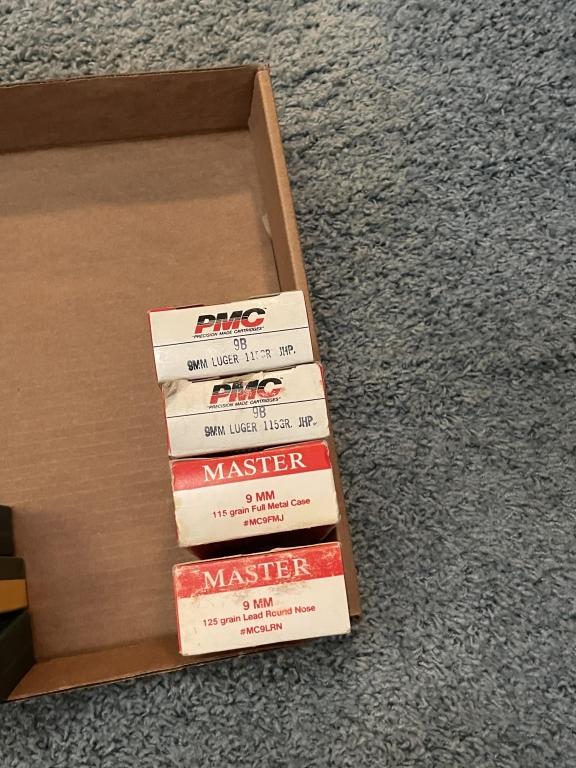 PMC
"PRECISION MADE CARTRIDGES"
9B
9MM LUGER 115GR. JHP.
PMC
"PRECISION MADE CARTRIDGES"
9B
9MM LUGER 115GR. JHP.
MASTER
9 MM
115 grain Full Metal Case
#MC9FMJ
MASTER
9 MM
125 grain Lead Round Nose
#MC9LRN